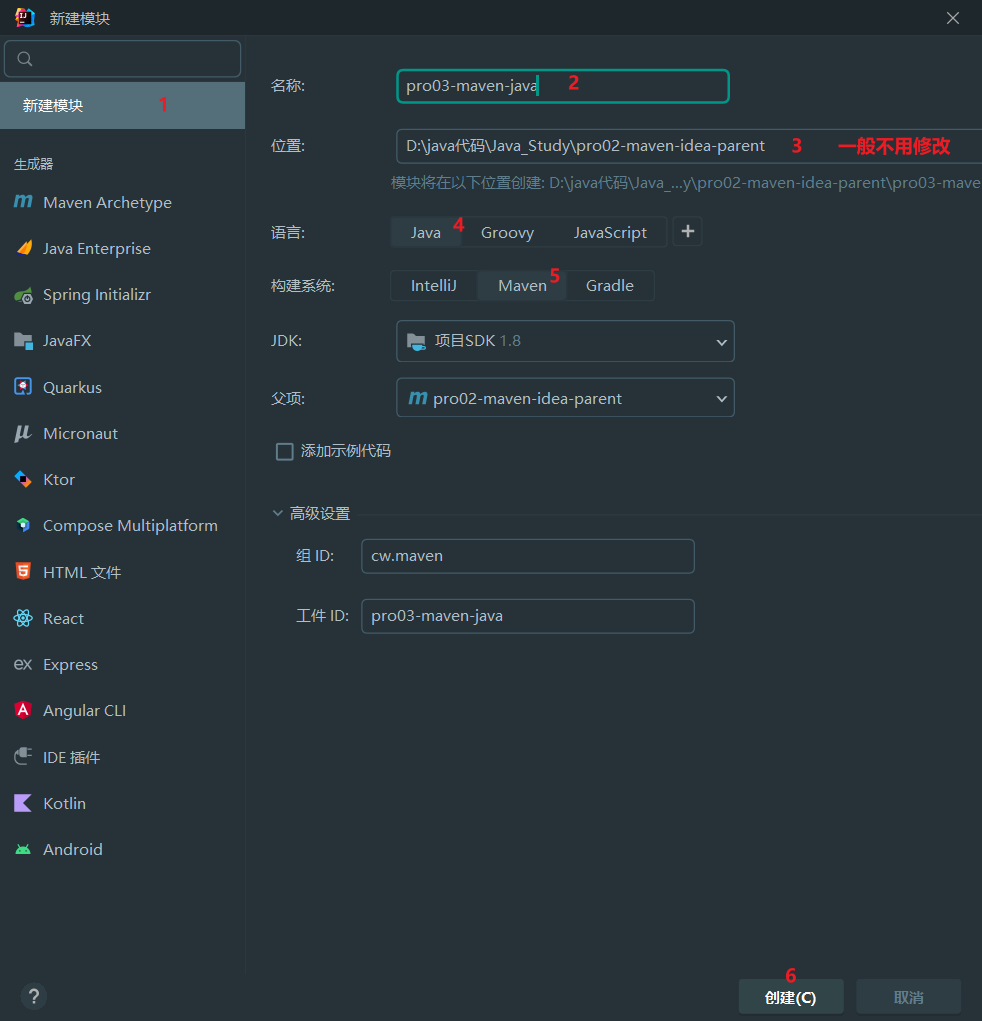 新建模块
新建模块 1
生成器
Maven Archetype
Java Enterprise
Spring Initializr
JavaFX
Quarkus
Micronaut
Ktor
Compose Multiplatform
HTML 文件
React
Express
Angular CLI
IDE 插件
Kotlin
Android
名称: pro03-maven-java 2
位置: D:\java代码\Java_Study\pro02-maven-idea-parent 3 一般不用修改
模块将在以下位置创建: D:\java代码\Java_...y\pro02-maven-idea-parent\pro03-mave
语言: Java 4 Groovy JavaScript +
构建系统: IntelliJ Maven 5 Gradle
JDK: 项目SDK 1.8
父项: m pro02-maven-idea-parent
添加示例代码
高级设置
组 ID: cw.maven
工件 ID: pro03-maven-java
6
? 创建(C) 取消